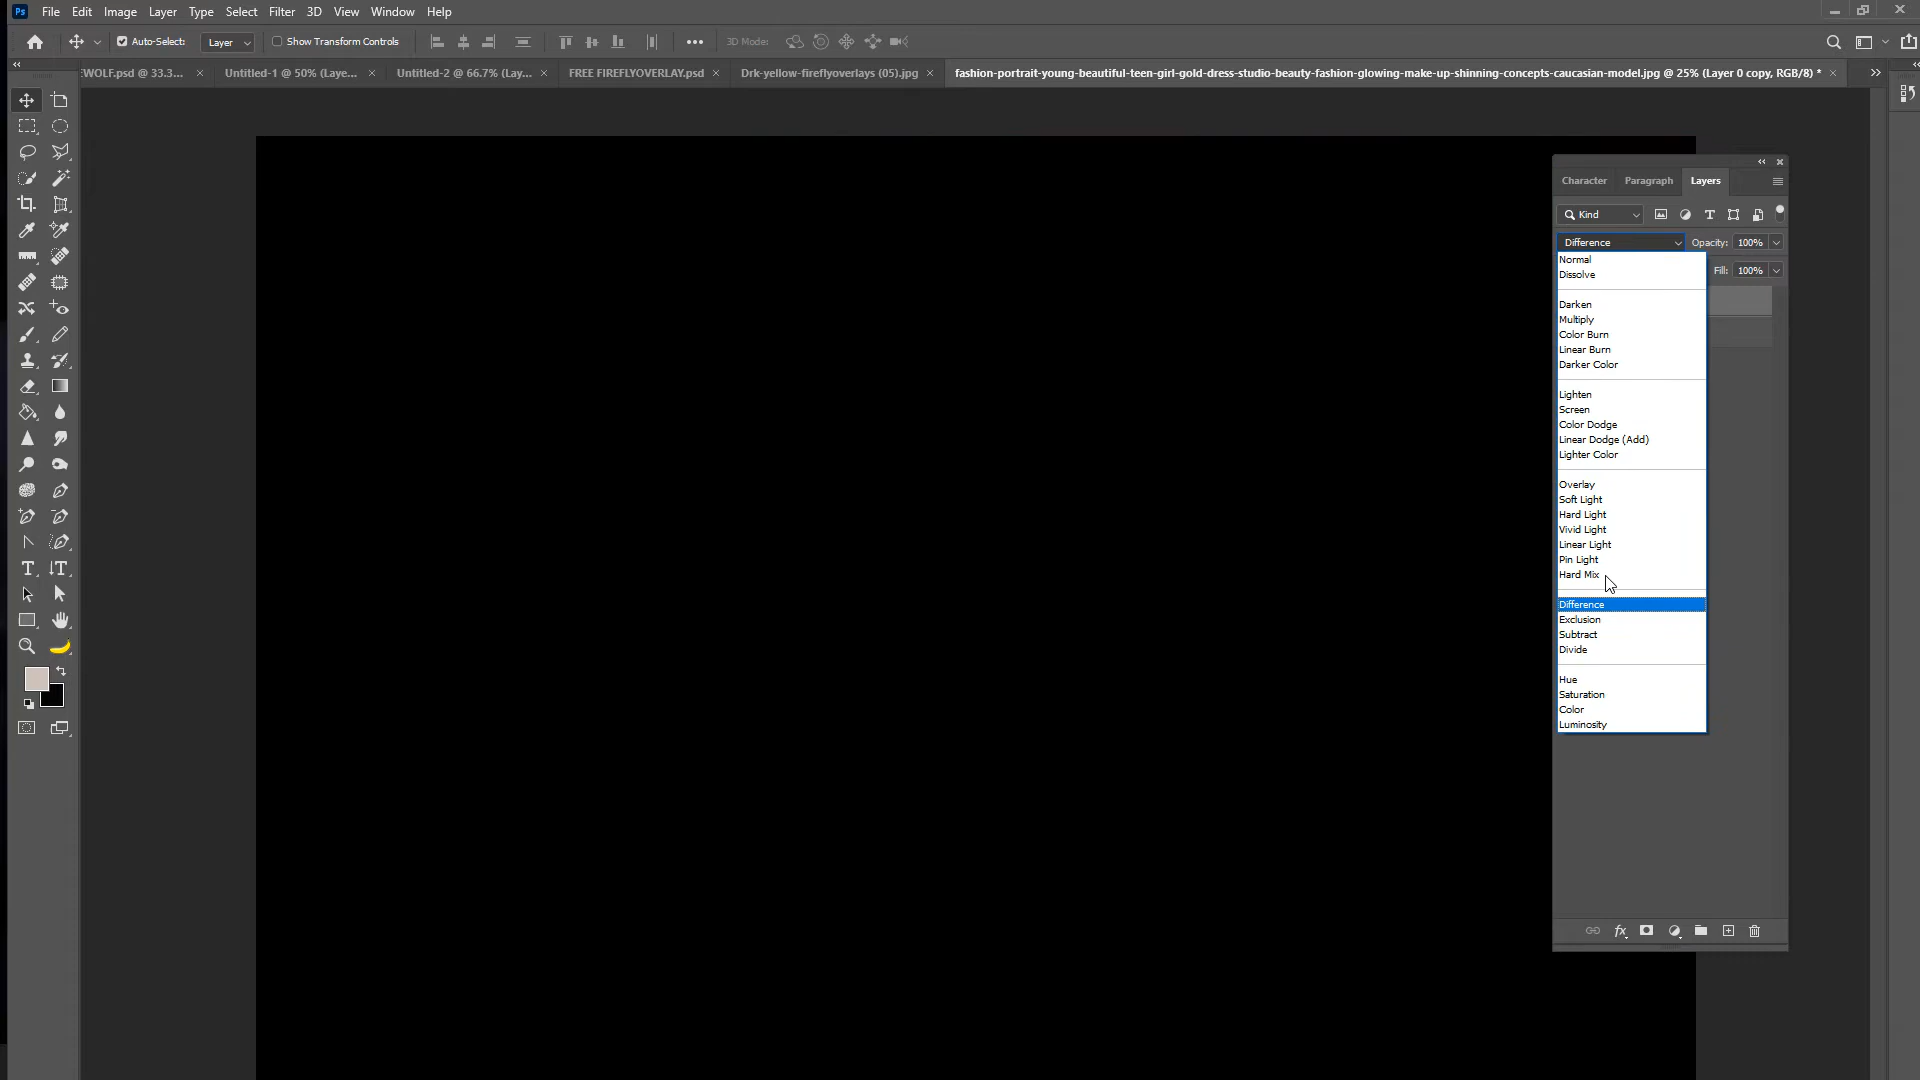 Ps File Edit Image Layer Type Select Filter 3D View Window Help
Auto-Select: Layer Show Transform Controls 3D Mode:
EWOLF.psd @ 33.3... Untitled-1 @ 50% (Laye... Untitled-2 @ 66.7% (Lay... FREE FIREFLYOVERLAY.psd Drk-yellow-fireflyoverlays (05).jpg fashion-portrait-young-beautiful-teen-girl-gold-dress-studio-beauty-fashion-glowing-make-up-shinning-concepts-caucasian-model.jpg @ 25% (Layer 0 copy, RGB/8) *
Character Paragraph Layers
Kind
Difference Opacity: 100%
Fill: 100%
Normal
Dissolve
Darken
Multiply
Color Burn
Linear Burn
Darker Color
Lighten
Screen
Color Dodge
Linear Dodge (Add)
Lighter Color
Overlay
Soft Light
Hard Light
Vivid Light
Linear Light
Pin Light
Hard Mix
Difference
Exclusion
Subtract
Divide
Hue
Saturation
Color
Luminosity
fx